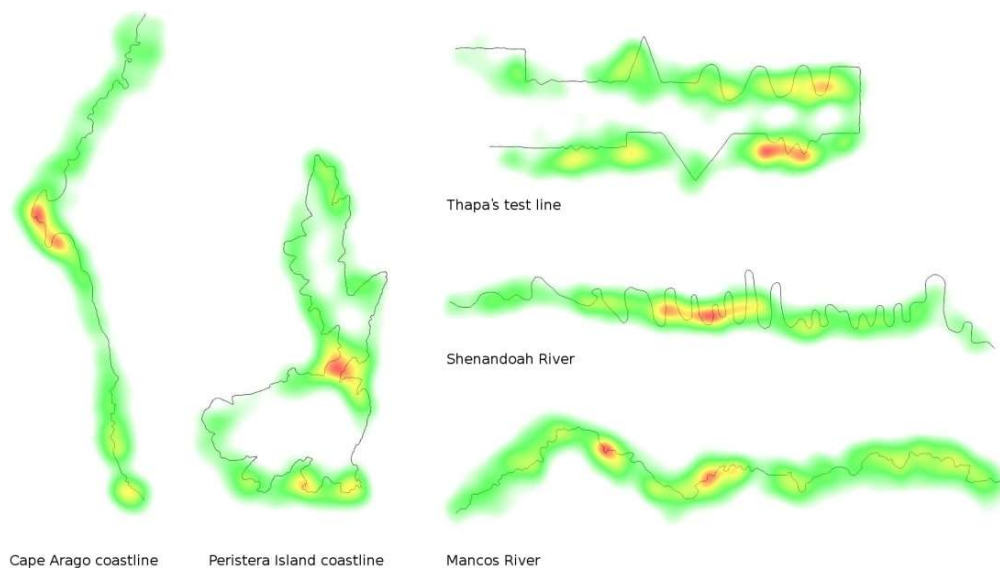 Thapa's test line
Shenandoah River
Cape Arago coastline
Peristera Island coastline
Mancos River